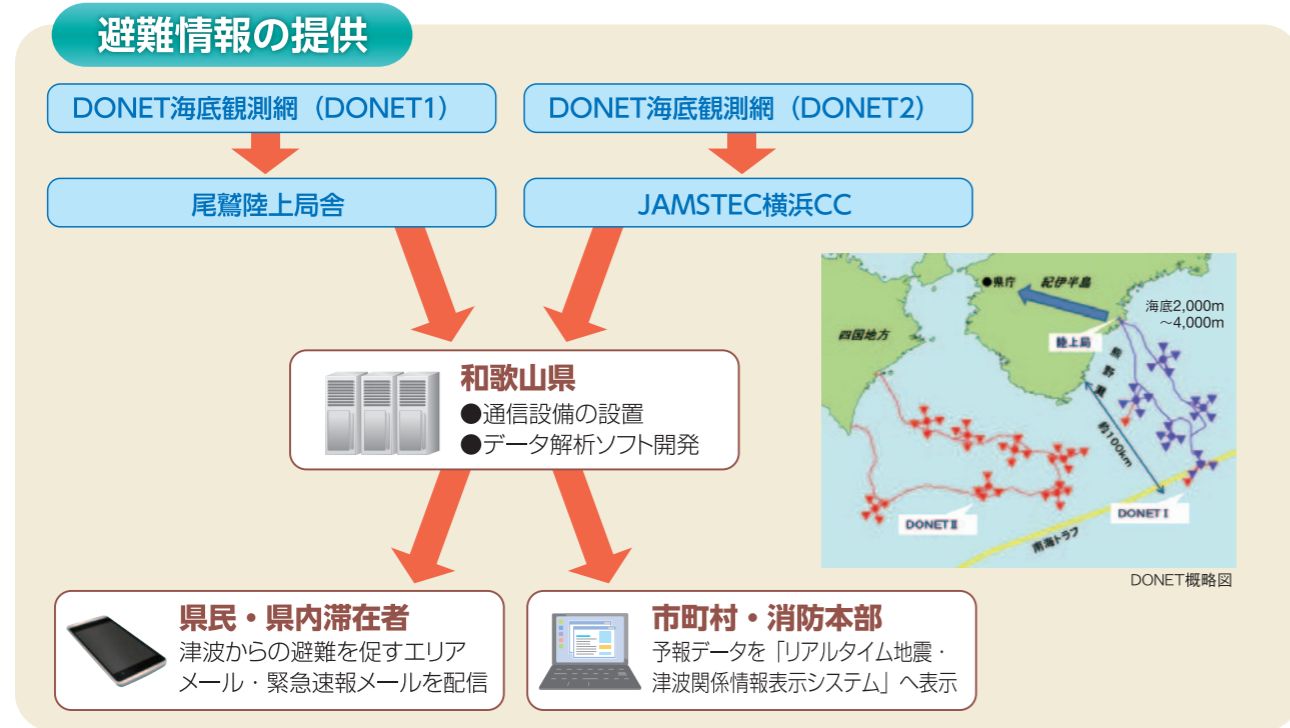 避難情報の提供
DONET海底観測網（DONET1）
DONET海底観測網（DONET2）
尾鷲陸上局舎
JAMSTEC横浜CC
和歌山県
●通信設備の設置
●データ解析ソフト開発
県民・県内滞在者
津波からの避難を促すエリア
メール・緊急速報メールを配信
市町村・消防本部
予報データを「リアルタイム地震・
津波関係情報表示システム」へ表示
●県庁
紀伊半島
海底2,000m
～4,000m
四国地方
陸上局
熊野灘
約100km
DONETⅡ
DONETⅠ
南海トラフ
DONET概略図